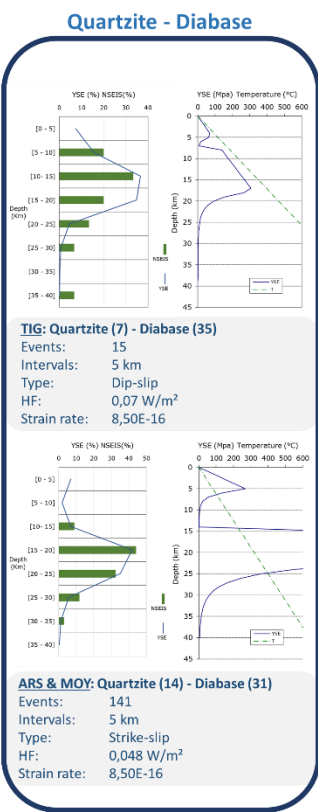 Quartzite - Diabase
YSE (%) NSEIS(%)
0 10 20 30 40
[0 - 5]
[5 - 10]
[10 - 15]
Depth
(Km)
[15 - 20]
[20 - 25]
[25 - 30]
[30 - 35]
[35 - 40]
NSEIS
YSE
YSE (Mpa) Temperature (°C)
0 100 200 300 400 500 600
0
5
10
15
20
25
30
35
40
45
Depth (km)
YSE
T
TIG: Quartzite (7) - Diabase (35)
Events: 15
Intervals: 5 km
Type: Dip-slip
HF: 0,07 W/m²
Strain rate: 8,50E-16
YSE (%) NSEIS(%)
0 10 20 30 40 50
[0 - 5]
[5 - 10]
[10 - 15]
[15 - 20]
Depth
(Km)
[20 - 25]
[25 - 30]
[30 - 35]
[35 - 40]
NSEIS
YSE
YSE (Mpa) Temperature (°C)
0 100 200 300 400 500 600
0
5
10
15
20
25
30
35
40
45
Depth (km)
YSE
T
ARS & MOY: Quartzite (14) - Diabase (31)
Events: 141
Intervals: 5 km
Type: Strike-slip
HF: 0,048 W/m²
Strain rate: 8,50E-16